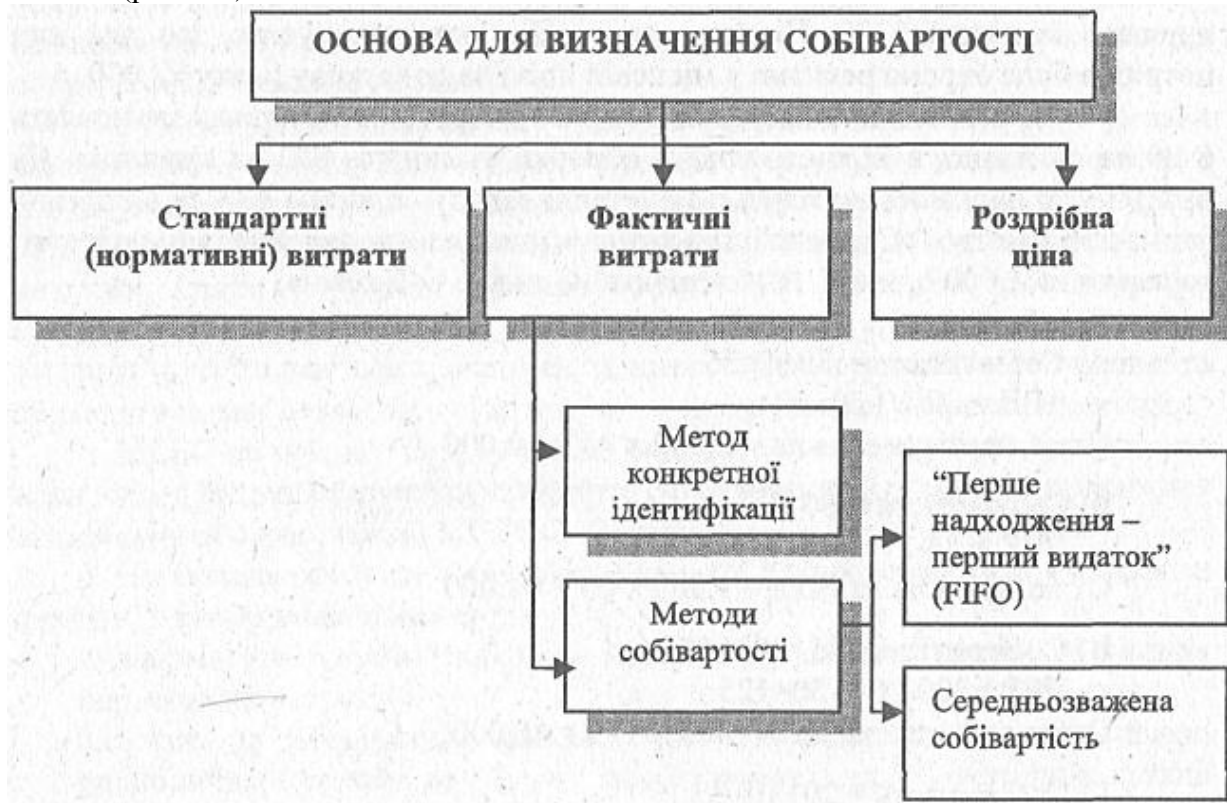 ОСНОВА ДЛЯ ВИЗНАЧЕННЯ СОБІВАРТОСТІ
Стандартні
(нормативні) витрати
Фактичні
витрати
Роздрібна
ціна
Метод
конкретної
ідентифікації
“Перше
надходження –
перший видаток”
(FIFO)
Методи
собівартості
Середньозважена
собівартість